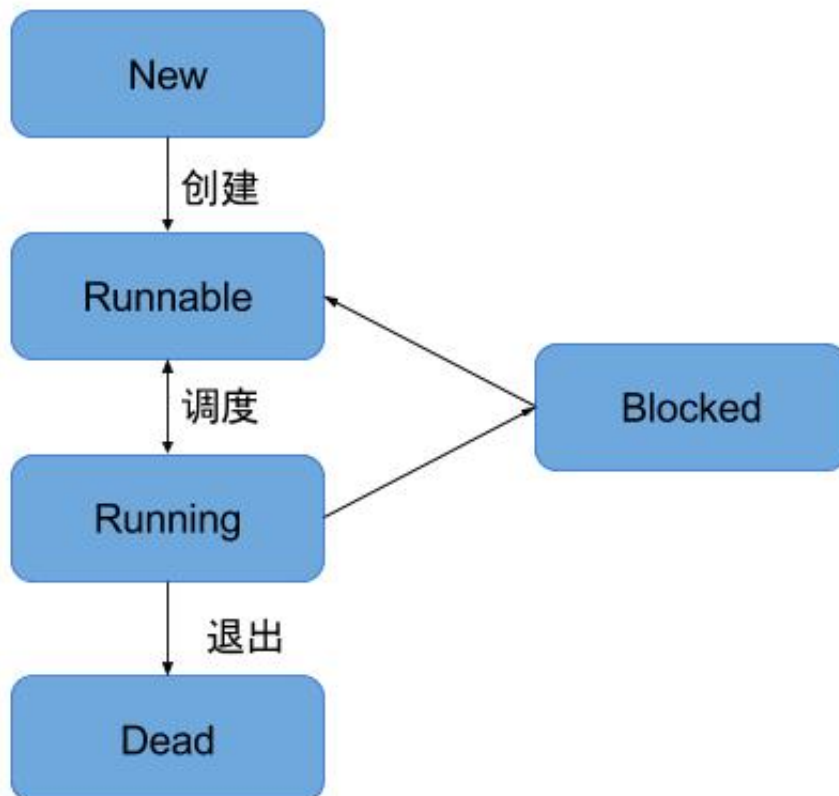 New
创建
Runnable
调度
Blocked
Running
退出
Dead